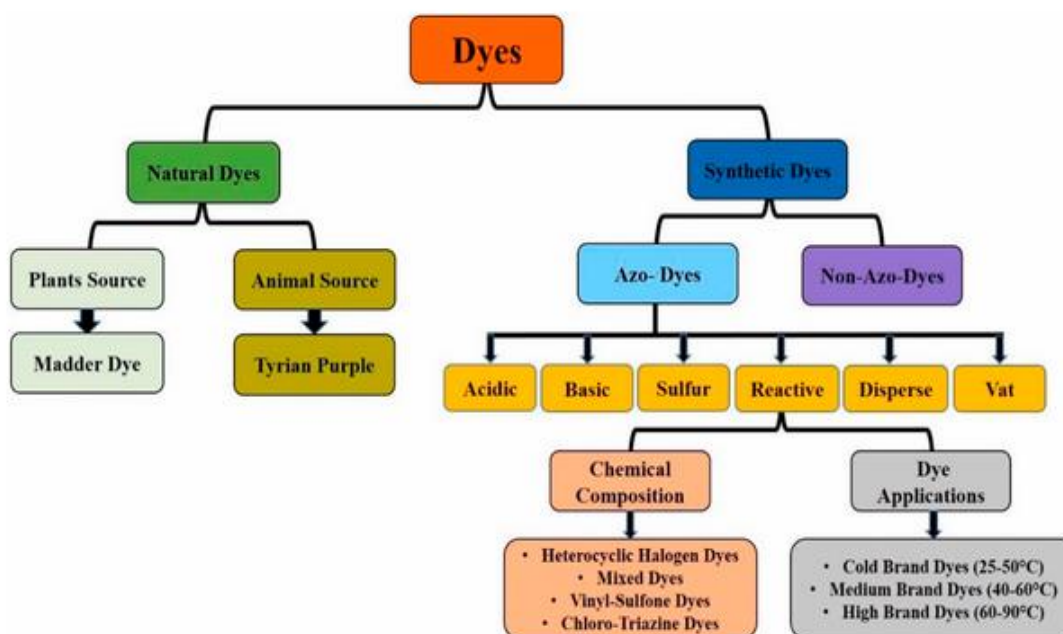 Dyes
Natural Dyes
Synthetic Dyes
Plants Source
Animal Source
Azo- Dyes
Non-Azo-Dyes
Madder Dye
Tyrian Purple
Acidic
Basic
Sulfur
Reactive
Disperse
Vat
Chemical
Composition
Dye
Applications
• Heterocyclic Halogen Dyes
• Mixed Dyes
• Vinyl-Sulfone Dyes
• Chloro-Triazine Dyes
• Cold Brand Dyes (25-50°C)
• Medium Brand Dyes (40-60°C)
• High Brand Dyes (60-90°C)